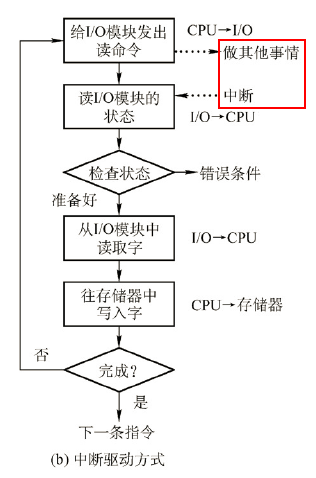 给I/O模块发出
读命令
CPU→I/O
做其他事情
中断
读I/O模块的
状态
I/O→CPU
检查状态
错误条件
准备好
从I/O模块中
读取字
I/O→CPU
往存储器中
写入字
CPU→存储器
否
完成?
是
下一条指令
(b) 中断驱动方式